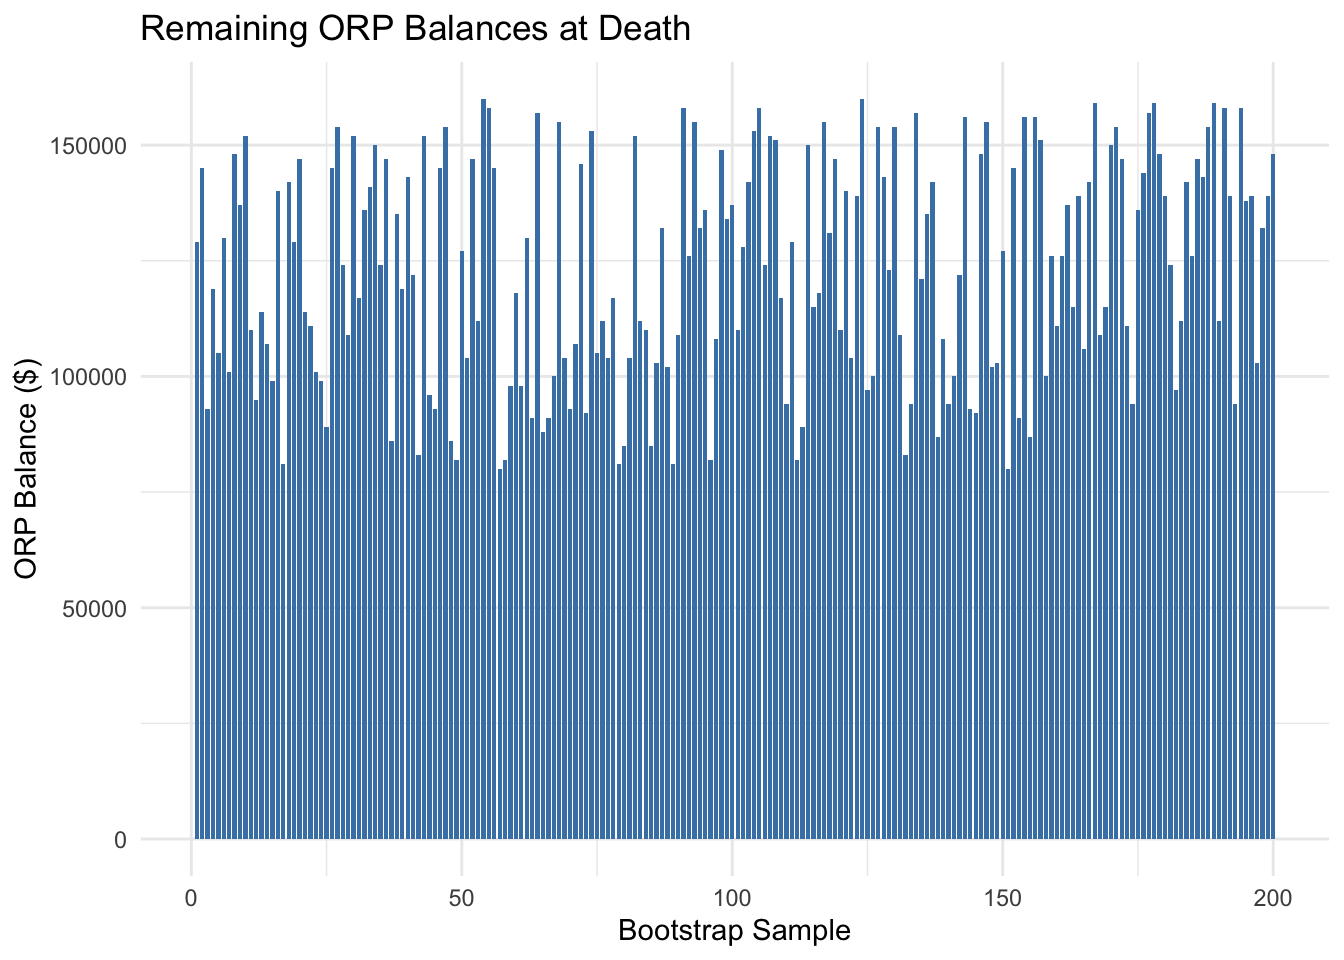 Remaining ORP Balances at Death
ORP Balance ($)
150000
100000
50000
0
0 50 100 150 200
Bootstrap Sample